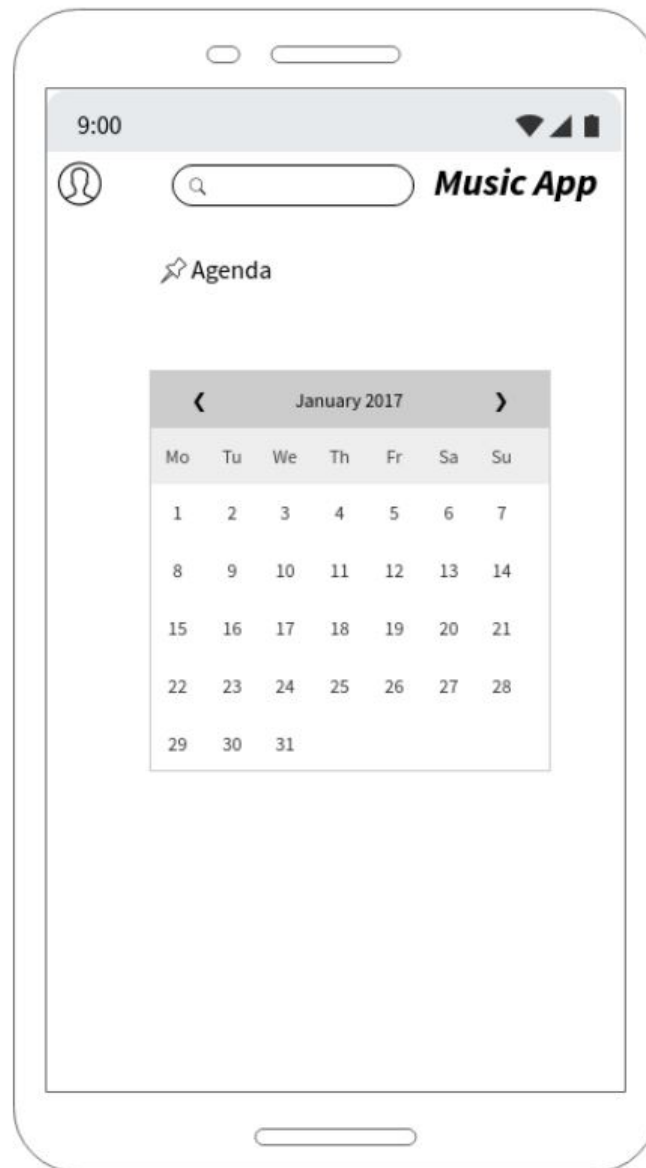 9:00
Music App
Agenda
❮ January 2017 ❯
Mo Tu We Th Fr Sa Su
1 2 3 4 5 6 7
8 9 10 11 12 13 14
15 16 17 18 19 20 21
22 23 24 25 26 27 28
29 30 31